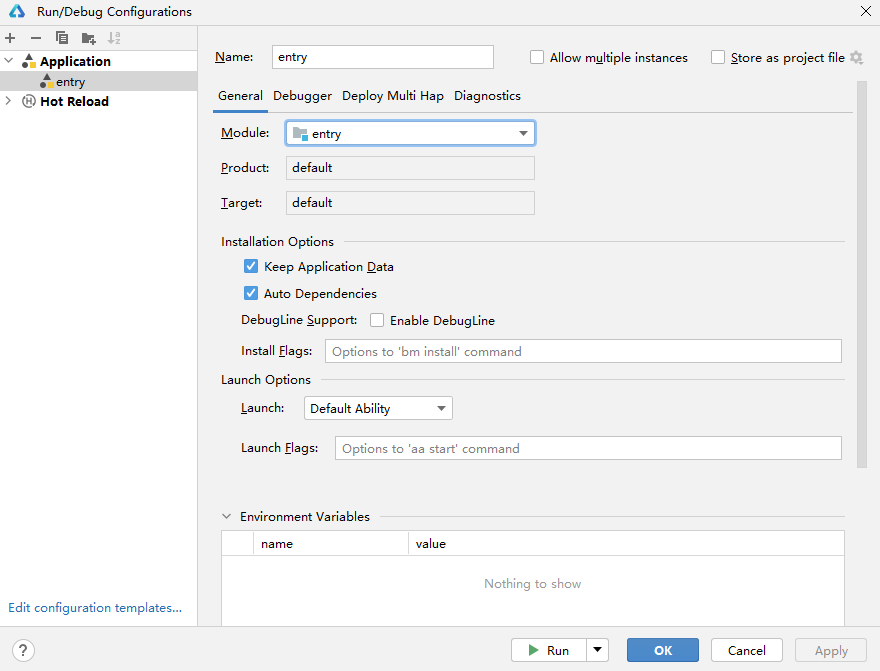 Run/Debug Configurations
Application
entry
Hot Reload
Edit configuration templates...
Name:
entry
Allow multiple instances
Store as project file
General Debugger Deploy Multi Hap Diagnostics
Module:
entry
Product:
default
Target:
default
Installation Options
Keep Application Data
Auto Dependencies
DebugLine Support:
Enable DebugLine
Install Flags:
Options to 'bm install' command
Launch Options
Launch:
Default Ability
Launch Flags:
Options to 'aa start' command
Environment Variables
name value
Nothing to show
?
Run
OK
Cancel
Apply